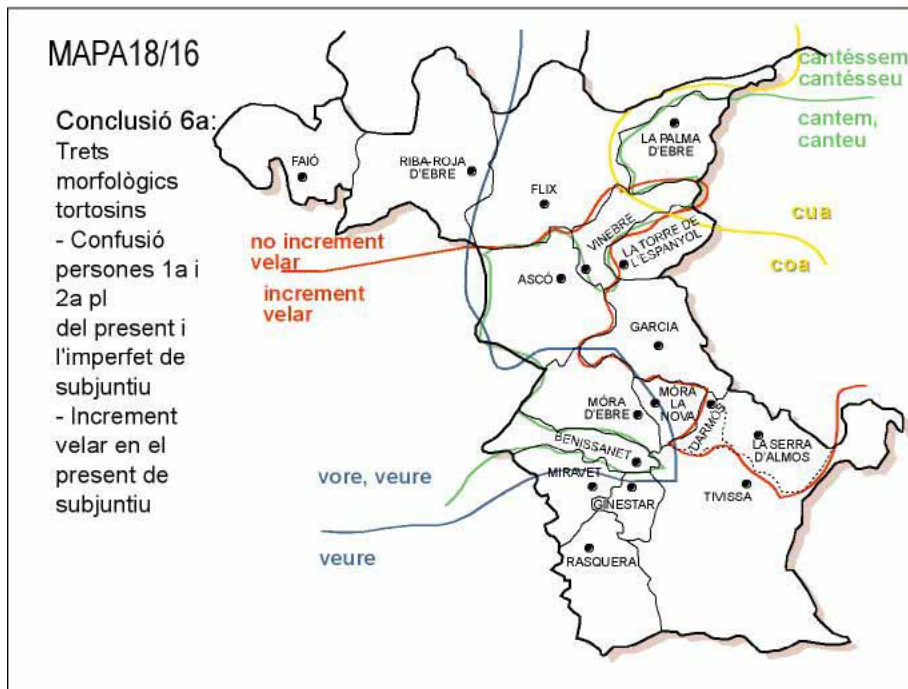 MAPA18/16
Conclusió 6a:
Trets
morfològics
tortosins
- Confusió
persones 1a i
2a pl
del present i
l'imperfet de
subjuntiu
- Increment
velar en el
present de
subjuntiu
cantéssem
cantésseu
cantem,
canteu
LA PALMA
D'EBRE
FAIÓ
RIBA-ROJA
D'EBRE
FLIX
cua
VINEBRE
LA TORRE DE
L'ESPANYOL
no increment
velar
coa
increment
velar
ASCÓ
GARCIA
MÓRA
LA
NOVA
MÓRA
D'EBRE
DARMÓS
LA SERRA
D'ALMOS
BENISSANET
vore, veure
MIRAVET
GINESTAR
TIVISSA
veure
RASQUERA